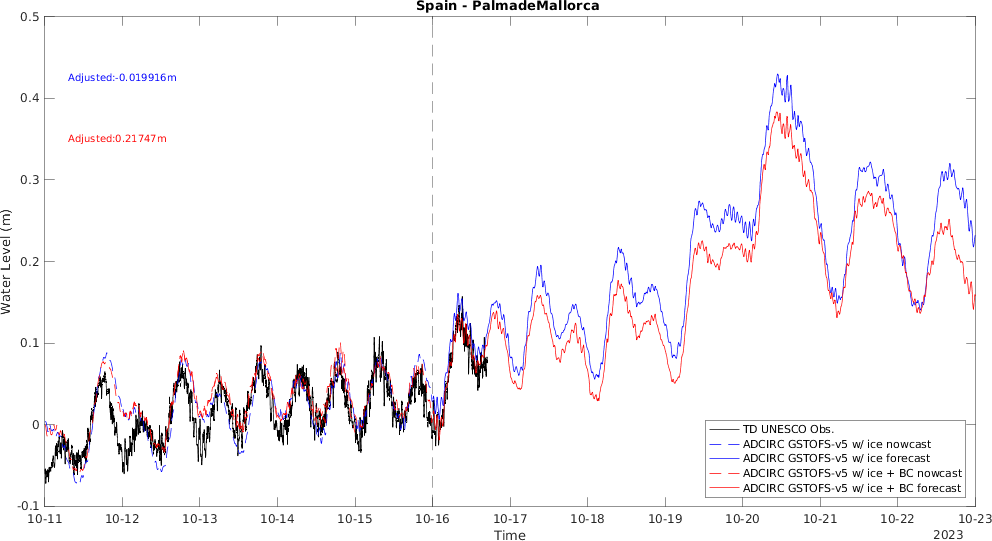 Spain - PalmadeMallorca
Adjusted:-0.019916m
Adjusted:0.21747m
Water Level (m)
0.5
0.4
0.3
0.2
0.1
0
-0.1
10-11 10-12 10-13 10-14 10-15 10-16 10-17 10-18 10-19 10-20 10-21 10-22 10-23
Time
2023
TD UNESCO Obs.
ADCIRC GSTOFS-v5 w/ ice nowcast
ADCIRC GSTOFS-v5 w/ ice forecast
ADCIRC GSTOFS-v5 w/ ice + BC nowcast
ADCIRC GSTOFS-v5 w/ ice + BC forecast